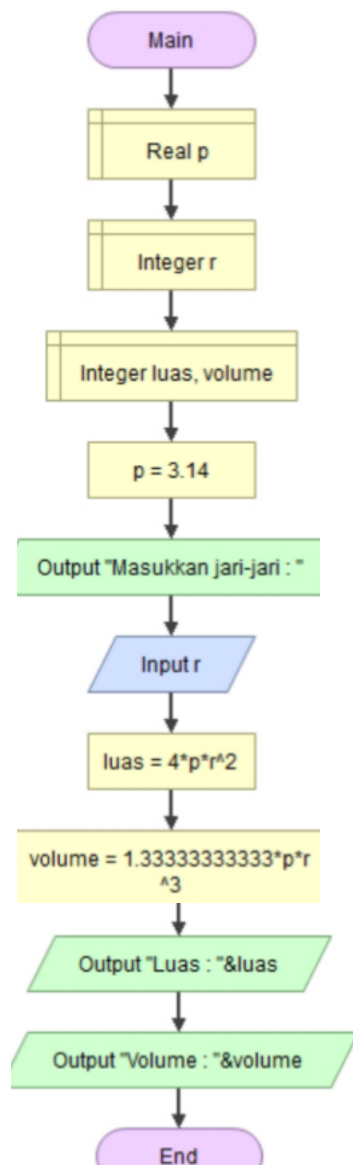 Main
Real p
Integer r
Integer luas, volume
p = 3.14
Output "Masukkan jari-jari : "
Input r
luas = 4*p*r^2
volume = 1.33333333333*p*r
^3
Output "Luas : "&luas
Output "Volume : "&volume
End